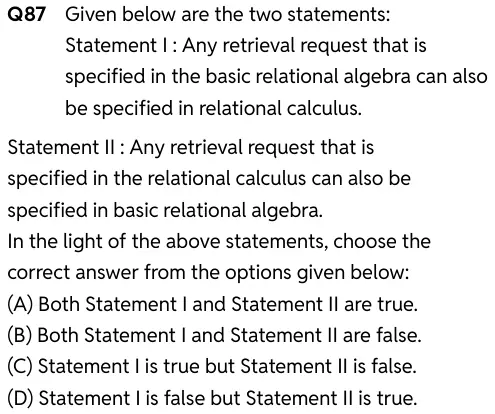 Q87 Given below are the two statements:
Statement I : Any retrieval request that is
specified in the basic relational algebra can also
be specified in relational calculus.
Statement II : Any retrieval request that is
specified in the relational calculus can also be
specified in basic relational algebra.
In the light of the above statements, choose the
correct answer from the options given below:
(A) Both Statement I and Statement II are true.
(B) Both Statement I and Statement II are false.
(C) Statement I is true but Statement II is false.
(D) Statement I is false but Statement II is true.